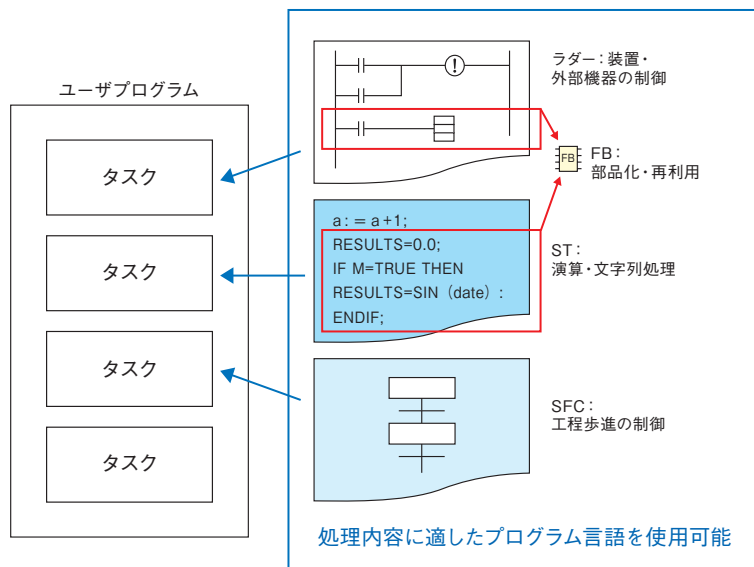 ユーザプログラム
タスク
タスク
タスク
タスク
ラダー：装置・
外部機器の制御
FB
FB：
部品化・再利用
a：＝a+1;
RESULTS=0.0;
IF M=TRUE THEN
RESULTS=SIN（date）：
ENDIF;
ST：
演算・文字列処理
SFC：
工程歩進の制御
処理内容に適したプログラム言語を使用可能